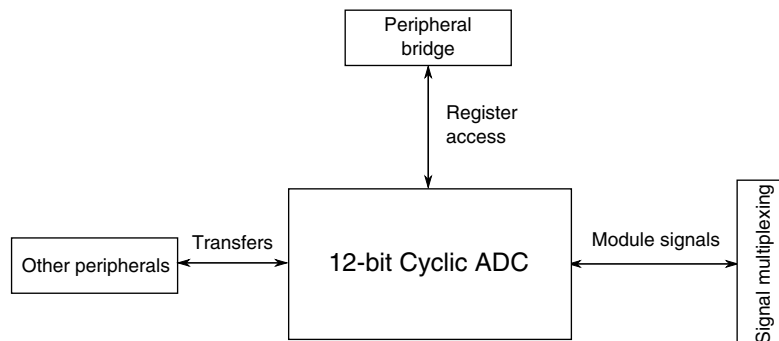 Peripheral
bridge
Register
access
Transfers
Module signals
Other peripherals
12-bit Cyclic ADC
Signal multiplexing